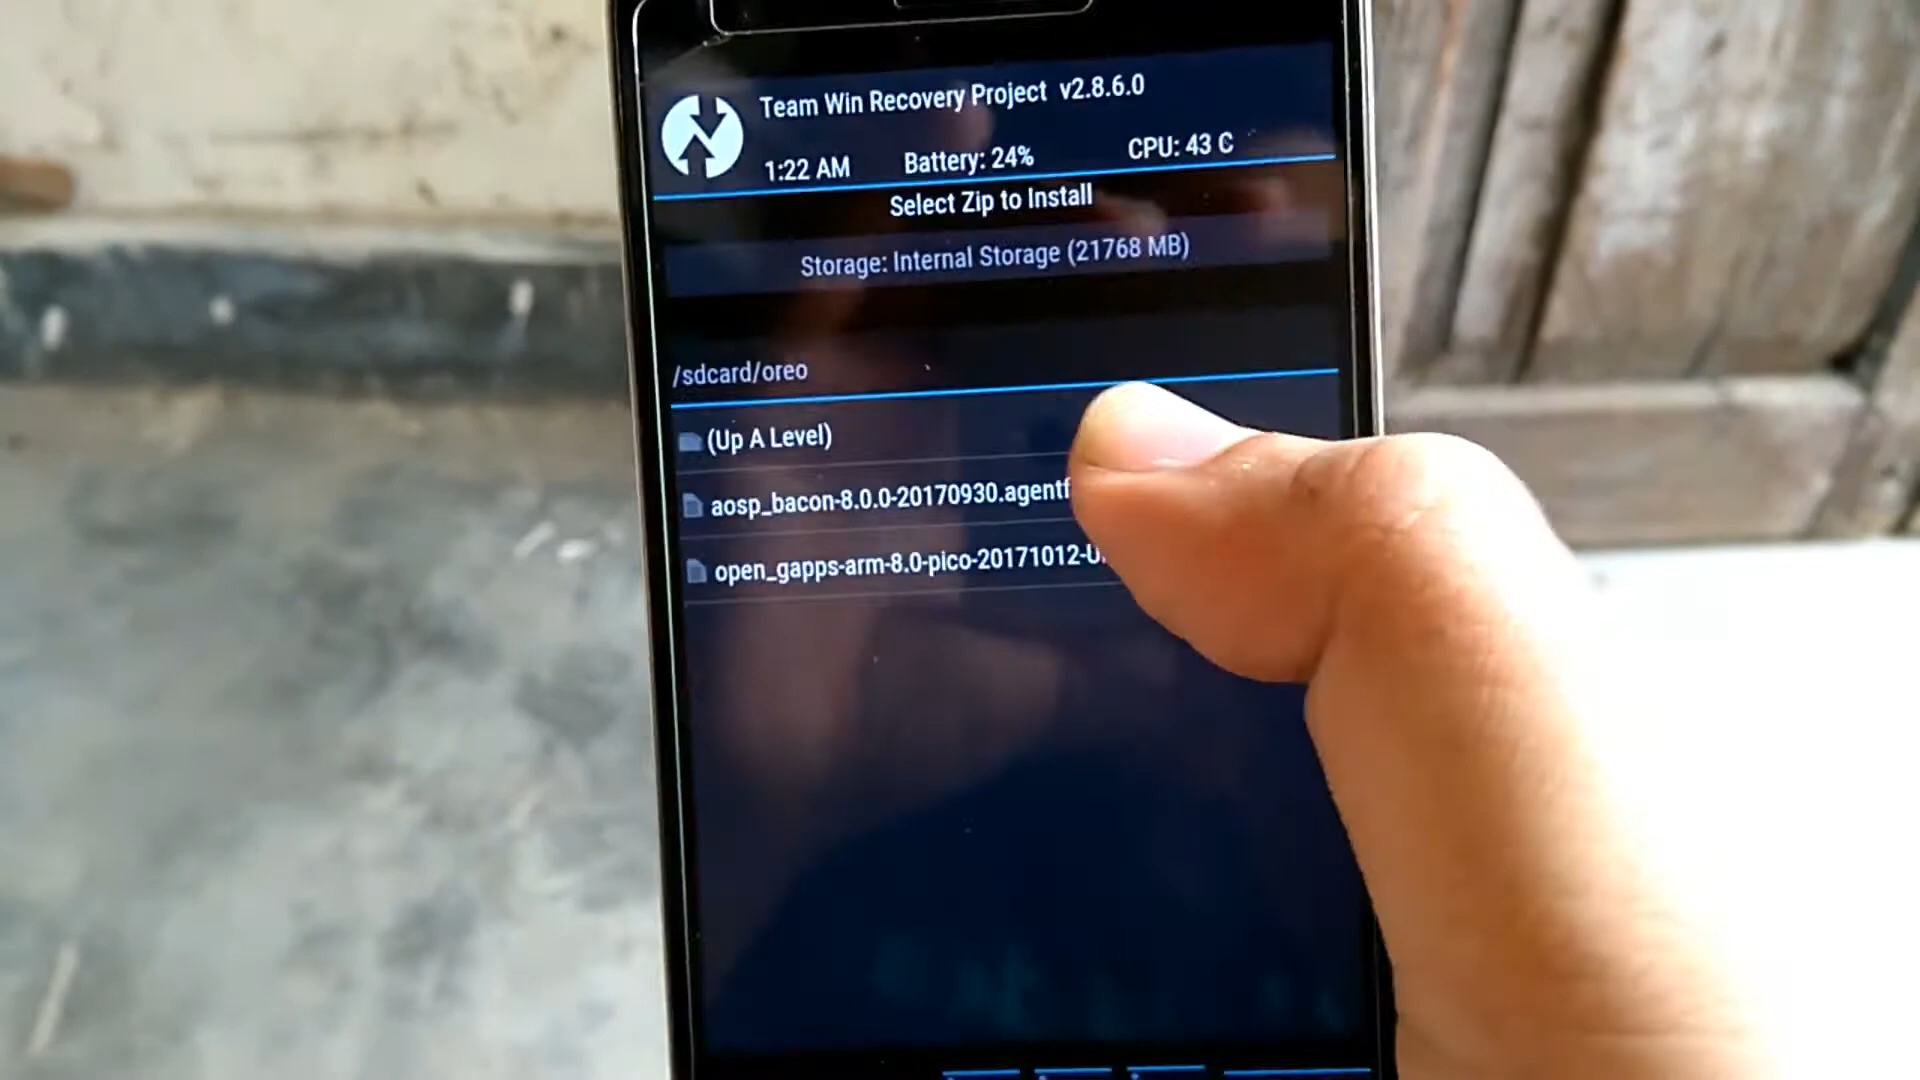 Team Win Recovery Project v2.8.6.0
1:22 AM Battery: 24% CPU: 43 C
Select Zip to Install
Storage: Internal Storage (21768 MB)
/sdcard/oreo
(Up A Level)
aosp_bacon-8.0.0-20170930.agentf
open_gapps-arm-8.0-pico-20171012-U